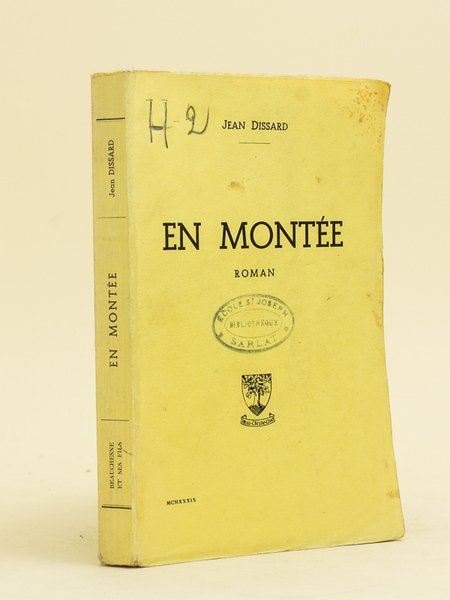 Jean DISSARD
EN MONTÉE
BEAUCHESNE
ET SES FILS
H-2
JEAN DISSARD
EN MONTÉE
ROMAN
ÉCOLE ST JOSEPH
BIBLIOTHÈQUE
SARLAT
MCMXXXIX